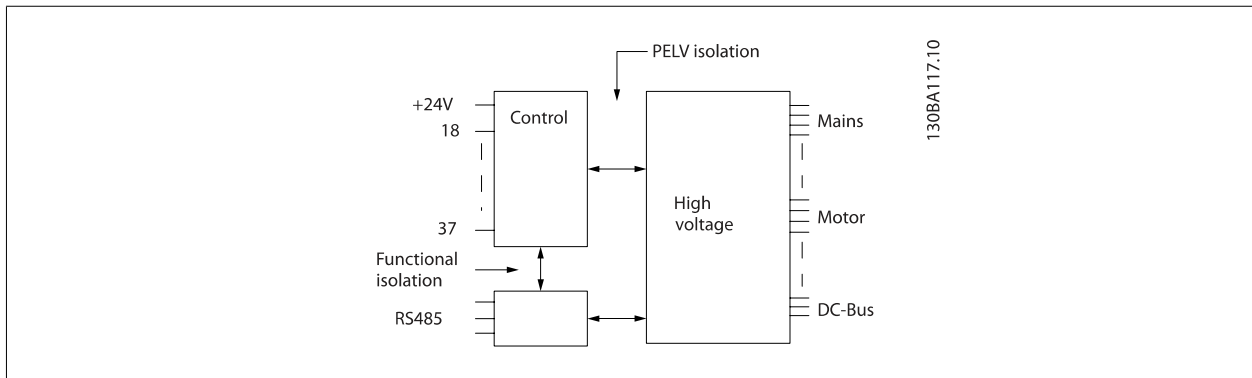 PELV isolation
130BA117.10
+24V
Control
Mains
18
High
voltage
Motor
37
Functional
isolation
DC-Bus
RS485